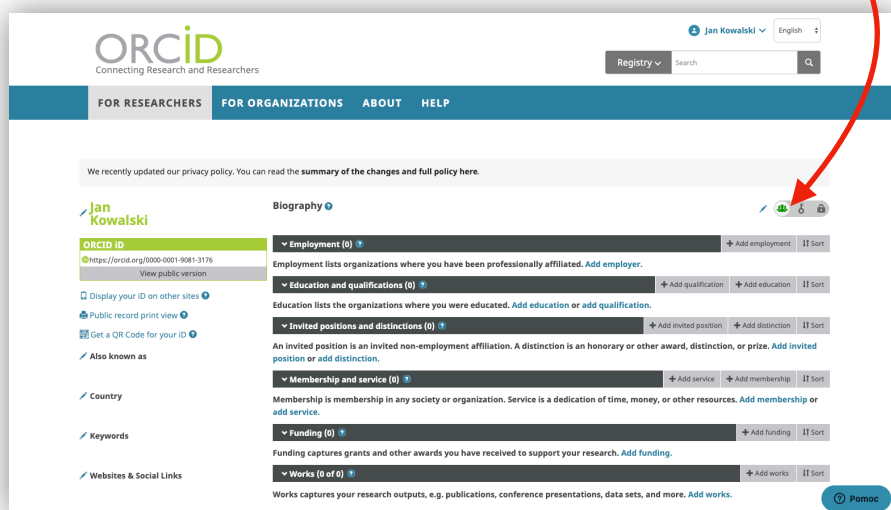 Jan Kowalski
English
ORCID
Connecting Research and Researchers
Registry
Search
FOR RESEARCHERS FOR ORGANIZATIONS ABOUT HELP
We recently updated our privacy policy. You can read the summary of the changes and full policy here.
Jan
Kowalski
ORCID iD
https://orcid.org/0000-0001-9081-3176
View public version
Display your iD on other sites
Public record print view
Get a QR Code for your iD
Also known as
Country
Keywords
Websites & Social Links
Biography
Employment (0) + Add employment Sort
Employment lists organizations where you have been professionally affiliated. Add employer.
Education and qualifications (0) + Add qualification + Add education Sort
Education lists the organizations where you were educated. Add education or add qualification.
Invited positions and distinctions (0) + Add invited position + Add distinction Sort
An invited position is an invited non-employment affiliation. A distinction is an honorary or other award, distinction, or prize. Add invited
position or add distinction.
Membership and service (0) + Add service + Add membership Sort
Membership is membership in any society or organization. Service is a dedication of time, money, or other resources. Add membership or
add service.
Funding (0) + Add funding Sort
Funding captures grants and other awards you have received to support your research. Add funding.
Works (0 of 0) + Add works Sort
Works captures your research outputs, e.g. publications, conference presentations, data sets, and more. Add works.
Pomoc